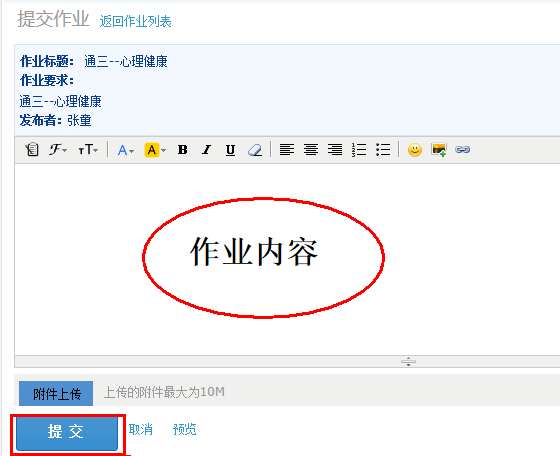 提交作业 返回作业列表
作业标题： 通三--心理健康
作业要求：
通三--心理健康
发布者：张童
ℱ тT A A B I U
作业内容
附件上传 上传的附件最大为10M
提 交 取消 预览